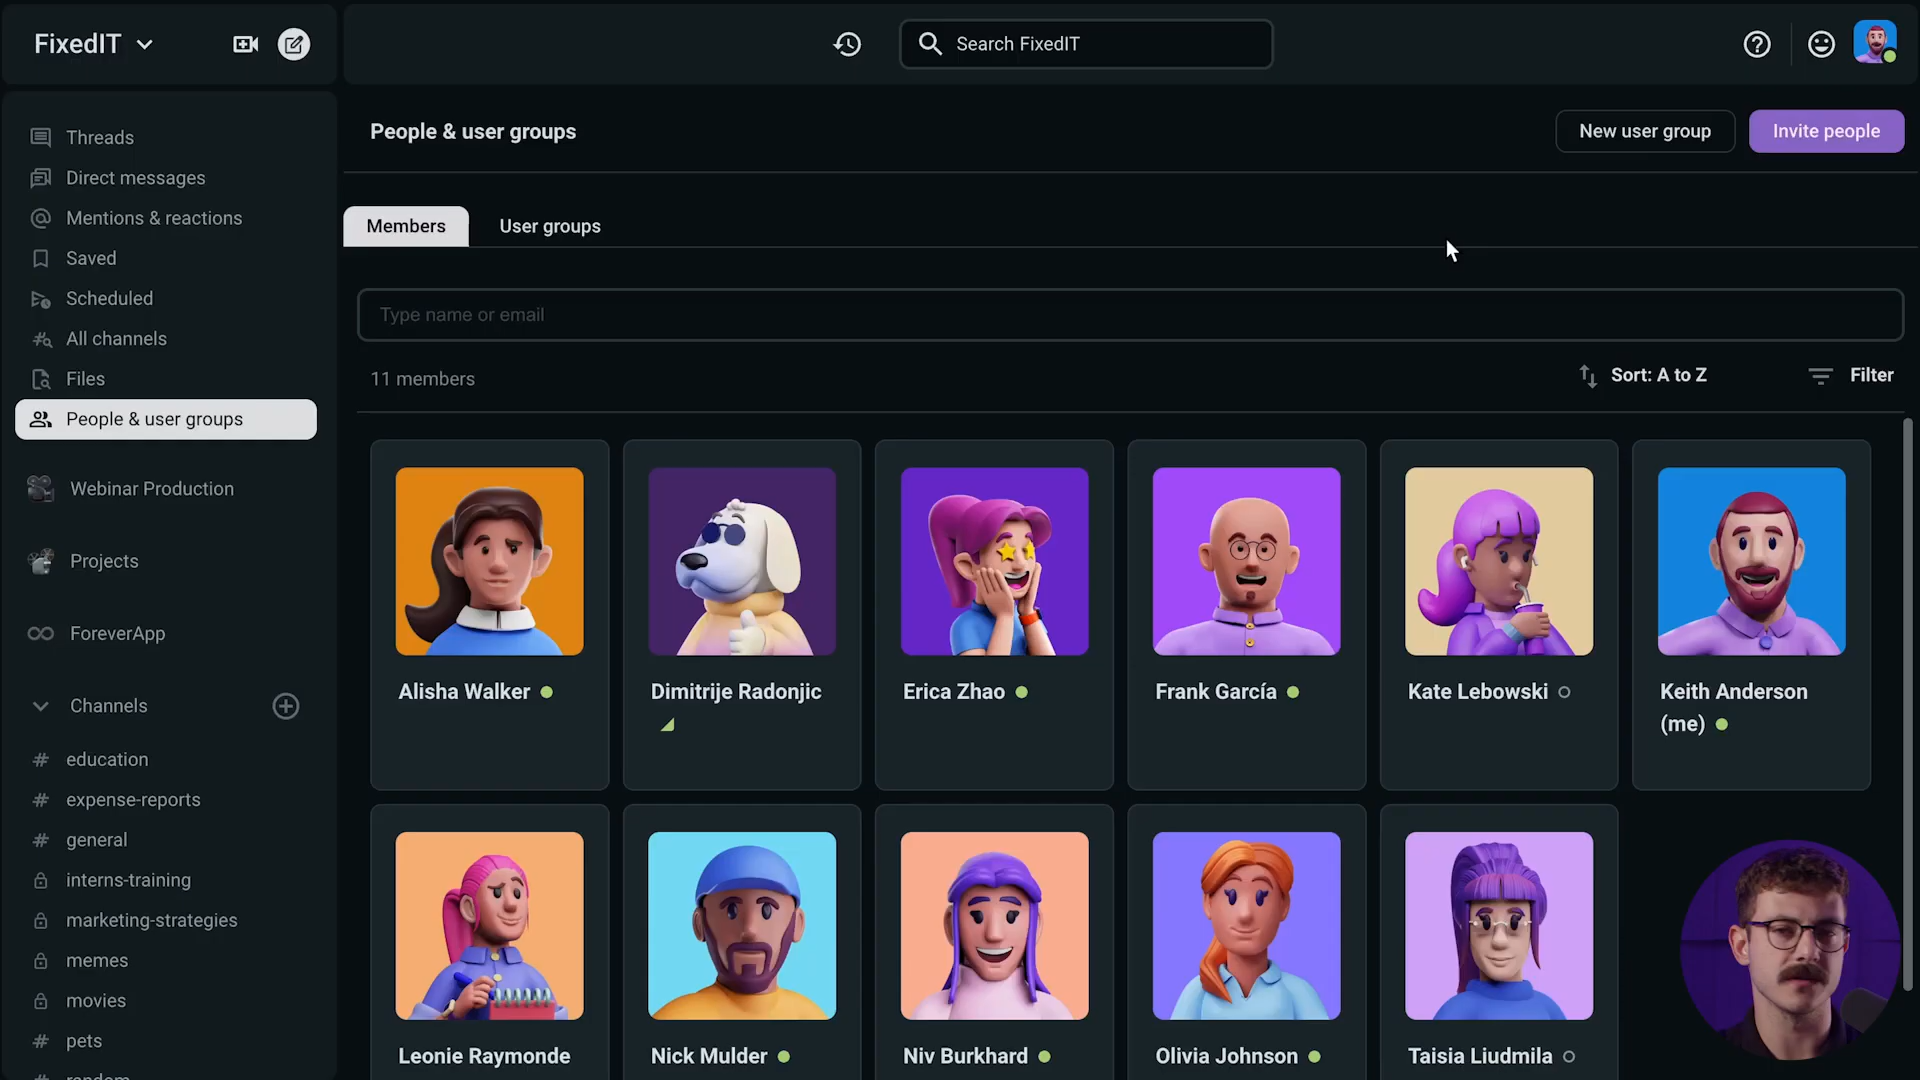 FixedIT
Search FixedIT
Threads
Direct messages
Mentions & reactions
Saved
Scheduled
All channels
Files
People & user groups
Webinar Production
Projects
ForeverApp
Channels
education
expense-reports
general
interns-training
marketing-strategies
memes
movies
pets
random
People & user groups
New user group
Invite people
Members
User groups
Type name or email
11 members
Sort: A to Z
Filter
Alisha Walker
Dimitrije Radonjic
Erica Zhao
Frank García
Kate Lebowski
Keith Anderson
(me)
Leonie Raymonde
Nick Mulder
Niv Burkhard
Olivia Johnson
Taisia Liudmila